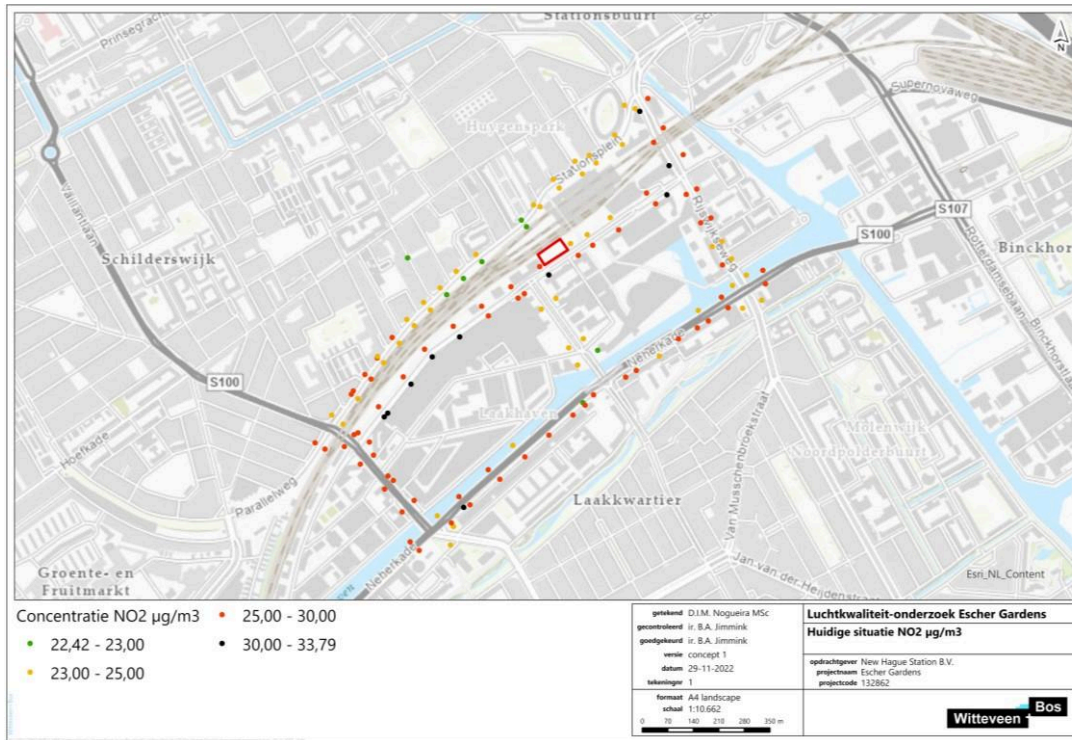 Stationsbuurt
Prinsegracht
N
Supernovaweg
Huygenspark
Stationsplein
Vaillantlaan
Rijswijkseweg
S107
S100
Binckhors
Schilderswijk
Rotterdamsebaan
Binckhorstlaan
Neherkade
S100
Laakhaven
Hoefkade
Molenwijk
Noordpolderbuurt
Parallelweg
Laakkwartier
Van Musschenbroekstraat
Jan van der Heijdenstraat
Groente- en
Fruitmarkt
Neherkade
Esri_NL_Content
Concentratie NO2 µg/m3
22,42 - 23,00
23,00 - 25,00
25,00 - 30,00
30,00 - 33,79
getekend D.I.M. Nogueira MSc
gecontroleerd ir. B.A. Jimmink
goedgekeurd ir. B.A. Jimmink
versie concept 1
datum 29-11-2022
tekeningnr 1
formaat A4 landscape
schaal 1:10.662
0 70 140 210 280 350 m
Luchtkwaliteit-onderzoek Escher Gardens
Huidige situatie NO2 µg/m3
opdrachtgever New Hague Station B.V.
projectnaam Escher Gardens
projectcode 132862
Witteveen + Bos